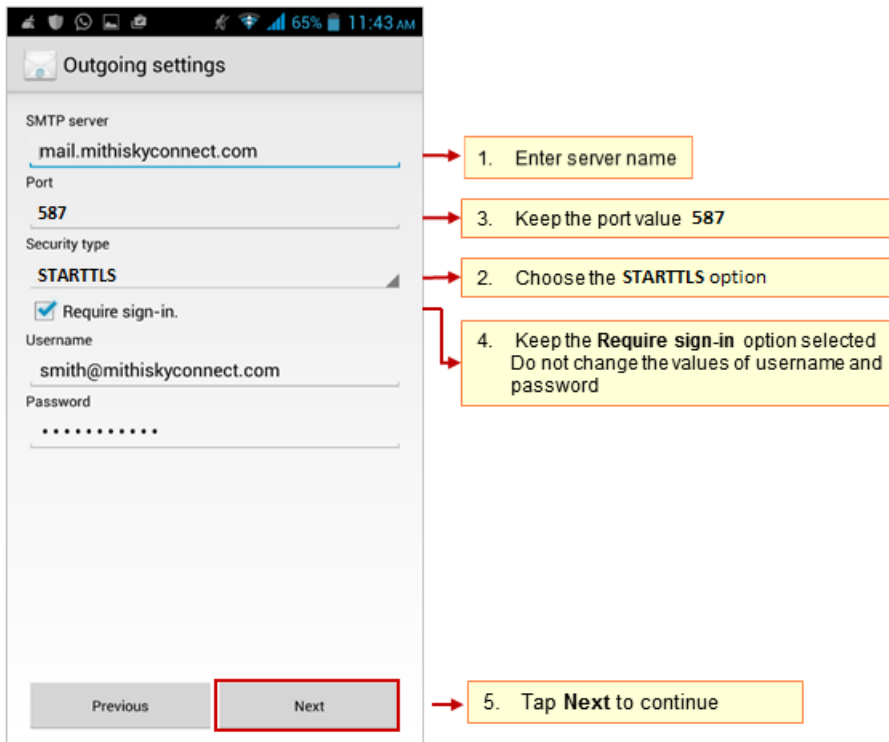 65% 11:43 AM
Outgoing settings
SMTP server
mail.mithiskyconnect.com
1. Enter server name
Port
587
3. Keep the port value 587
Security type
STARTTLS
2. Choose the STARTTLS option
Require sign-in.
4. Keep the Require sign-in option selected
Do not change the values of username and
password
Username
smith@mithiskyconnect.com
Password
Previous
Next
5. Tap Next to continue